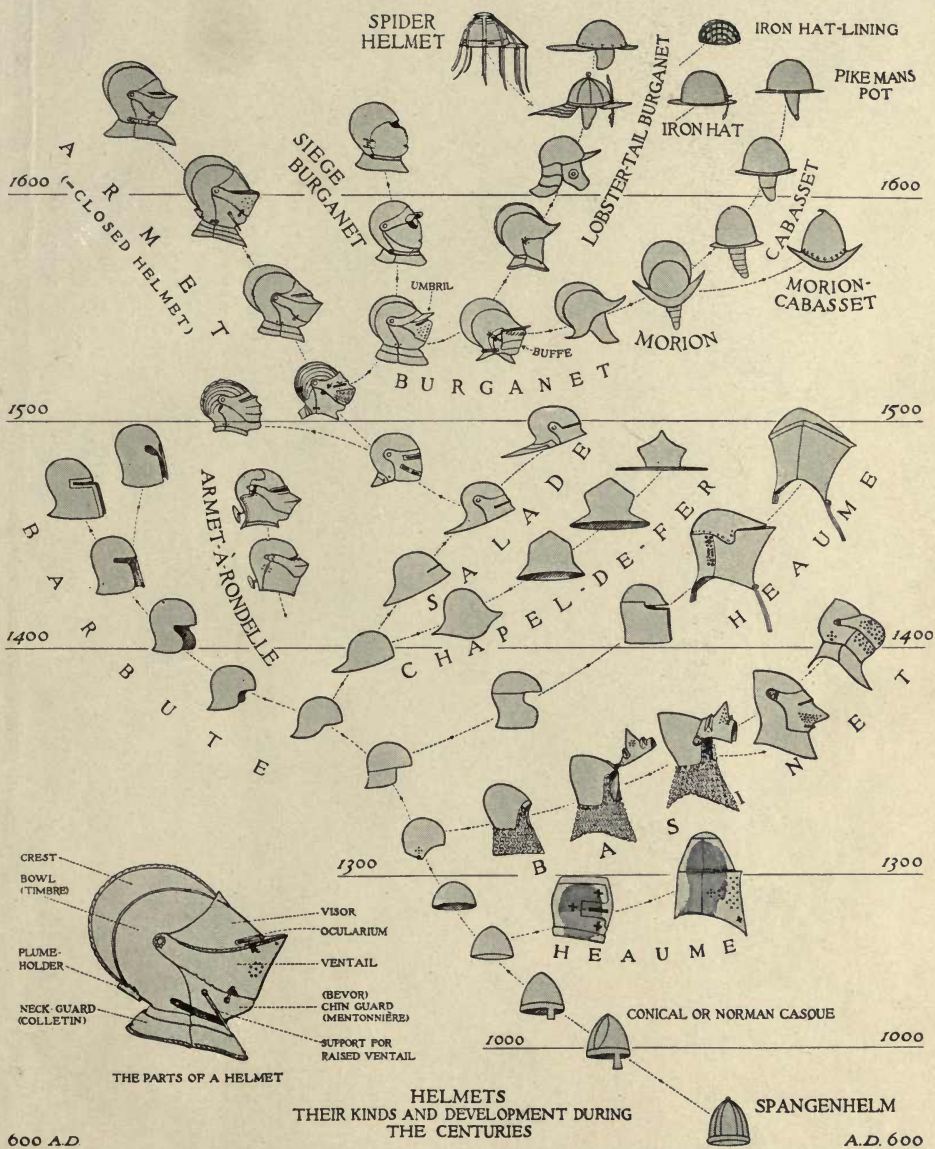 SPIDER
HELMET
IRON HAT-LINING
PIKE MANS
POT
IRON HAT
LOBSTER-TAIL BURGANET
SIEGE
BURGANET
ARMET
(=CLOSED HELMET)
1600
1600
CABASSET
UMBRIL
MORION-
CABASSET
MORION
BUFFE
BURGANET
1500
1500
BARBUTE
ARMET-À-RONDELLE
SALADE
CHAPEL-DE-FER
HEAUME
1400
1400
BASINET
1300
1300
HEAUME
CREST
BOWL
(TIMBRE)
PLUME-
HOLDER
NECK-GUARD
(COLLETIN)
VISOR
OCULARIUM
VENTAIL
(BEVOR)
CHIN GUARD
(MENTONNIÈRE)
SUPPORT FOR
RAISED VENTAIL
THE PARTS OF A HELMET
CONICAL OR NORMAN CASQUE
1000
1000
SPANGENHELM
HELMETS
THEIR KINDS AND DEVELOPMENT DURING
THE CENTURIES
600 A.D.
A.D. 600